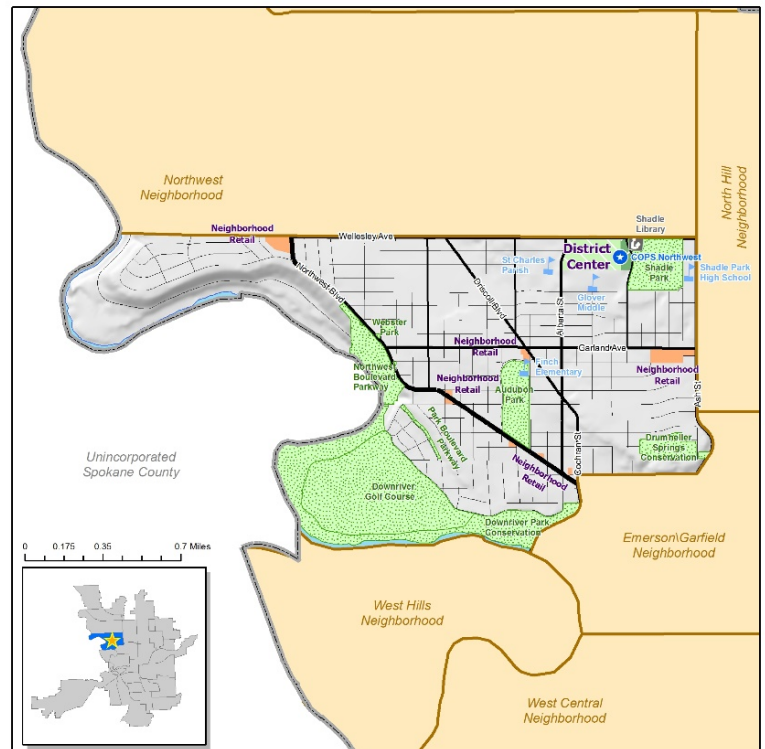 Northwest
Neighborhood
North Hill
Neighborhood
Shadle
Library
Neighborhood
Retail
Wellesley Ave
District
Center
COPS Northwest
St Charles
Parish
Shadle
Park
Shadle Park
High School
Glover
Middle
Northwest Blvd
Driscoll Blvd
Alberta St
Webster
Park
Neighborhood
Retail
Garland Ave
Finch
Elementary
Northwest
Boulevard
Parkway
Neighborhood
Retail
Audubon
Park
Neighborhood
Retail
Ash St
Park Boulevard
Parkway
Cochran St
Drumheller
Springs
Conservation
Unincorporated
Spokane County
Neighborhood
Retail
Downriver
Golf Course
Downriver Park
Conservation
Emerson\Garfield
Neighborhood
0 0.175 0.35 0.7 Miles
West Hills
Neighborhood
West Central
Neighborhood